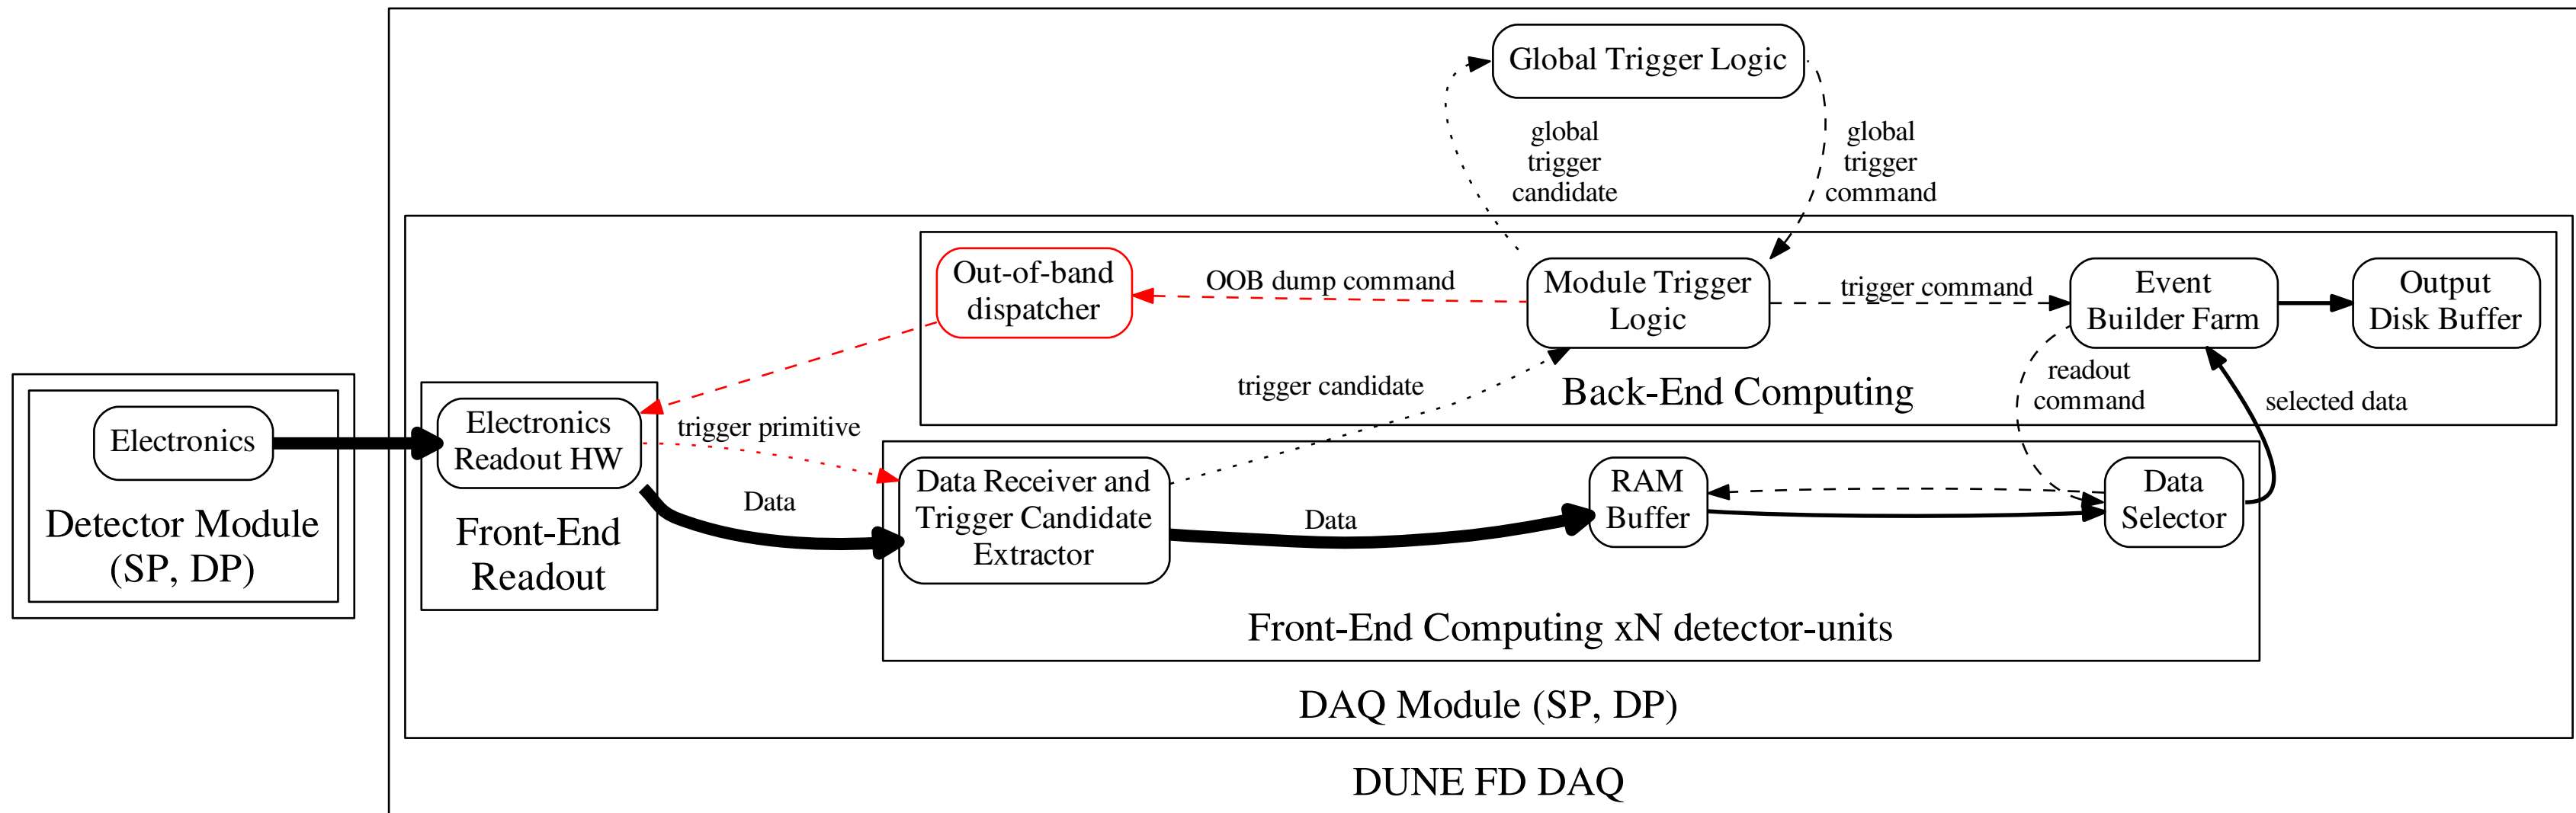 Global Trigger Logic
global
trigger
candidate
global
trigger
command
Out-of-band
dispatcher
OOB dump command
Module Trigger
Logic
trigger command
Event
Builder Farm
Output
Disk Buffer
trigger candidate
Back-End Computing
readout
command
selected data
Electronics
Detector Module
(SP, DP)
Electronics
Readout HW
trigger primitive
Front-End
Readout
Data
Data Receiver and
Trigger Candidate
Extractor
Data
RAM
Buffer
Data
Selector
Front-End Computing xN detector-units
DAQ Module (SP, DP)
DUNE FD DAQ